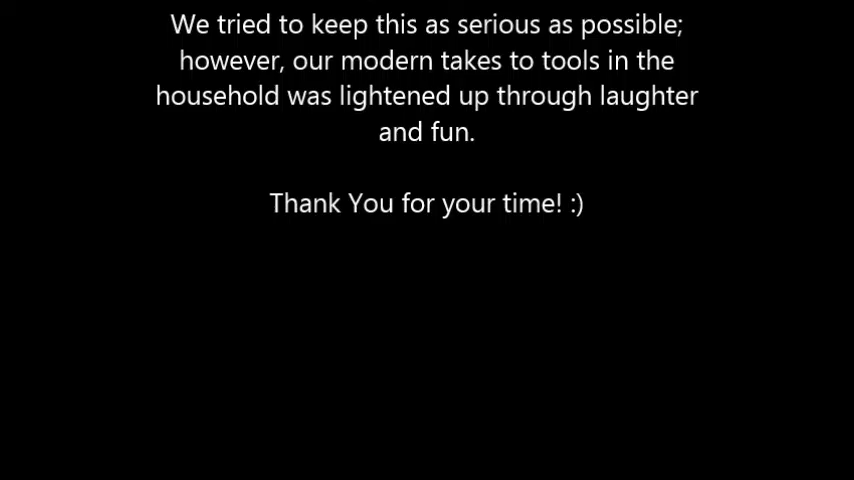 We tried to keep this as serious as possible;
however, our modern takes to tools in the
household was lightened up through laughter
and fun.
Thank You for your time! :)